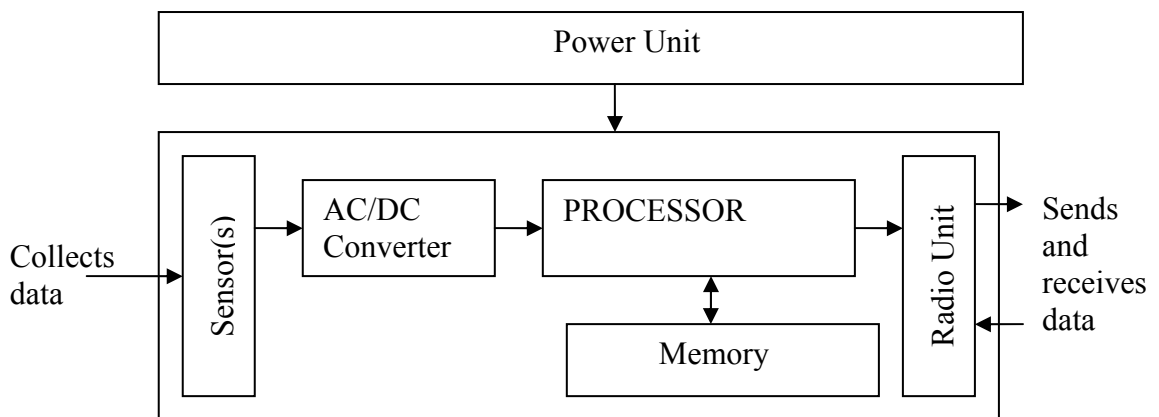 Power Unit
Collects
data
Sensor(s)
AC/DC
Converter
PROCESSOR
Memory
Radio Unit
Sends
and
receives
data